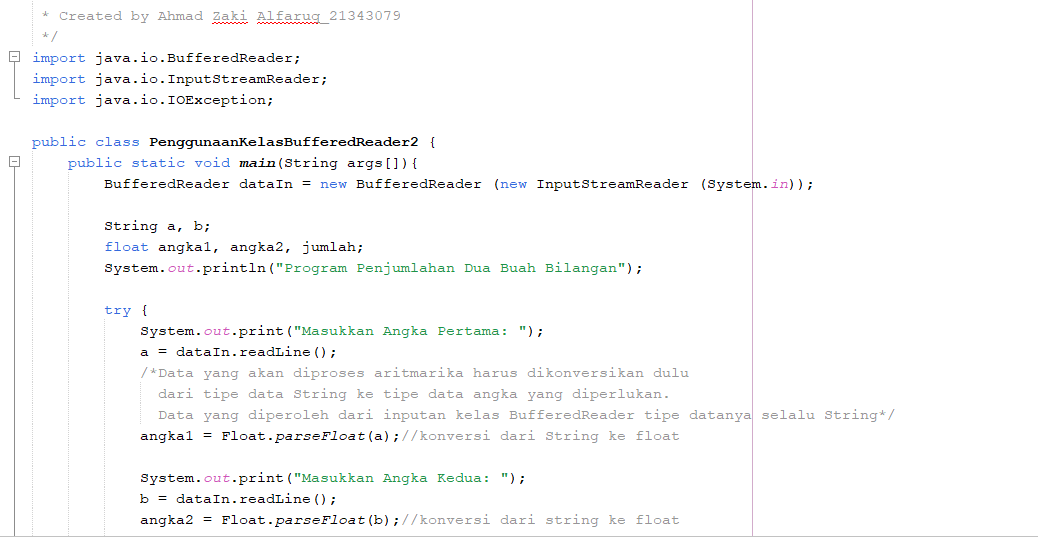 * Created by Ahmad Zaki Alfaruq_21343079
*/
import java.io.BufferedReader;
import java.io.InputStreamReader;
import java.io.IOException;
public class PenggunaanKelasBufferedReader2 {
public static void main(String args[]){
BufferedReader dataIn = new BufferedReader (new InputStreamReader (System.in));
String a, b;
float angka1, angka2, jumlah;
System.out.println("Program Penjumlahan Dua Buah Bilangan");
try {
System.out.print("Masukkan Angka Pertama: ");
a = dataIn.readLine();
/*Data yang akan diproses aritmarika harus dikonversikan dulu
dari tipe data String ke tipe data angka yang diperlukan.
Data yang diperoleh dari inputan kelas BufferedReader tipe datanya selalu String*/
angka1 = Float.parseFloat(a);//konversi dari String ke float
System.out.print("Masukkan Angka Kedua: ");
b = dataIn.readLine();
angka2 = Float.parseFloat(b);//konversi dari string ke float